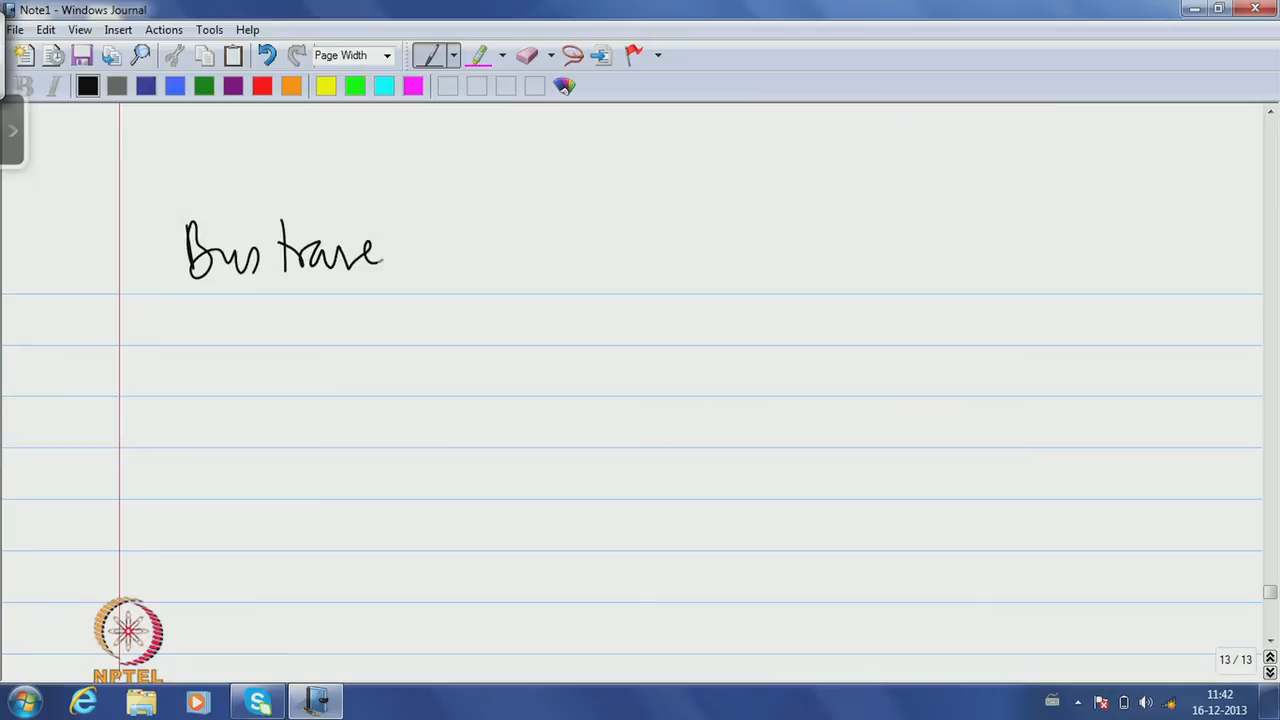 Note1 - Windows Journal
File Edit View Insert Actions Tools Help
Page Width
B I
Bus trave
13 / 13
NPTEL
11:42
16-12-2013